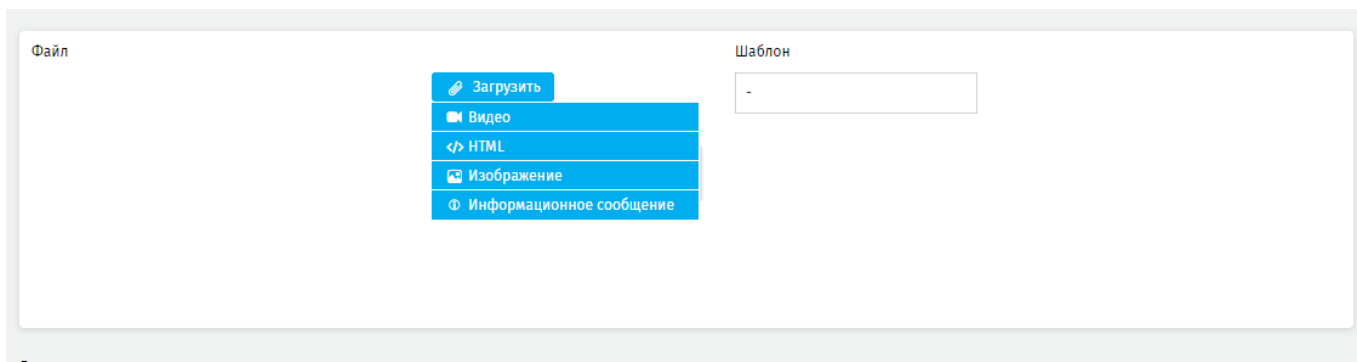 Файл
Шаблон
Загрузить
-
Видео
HTML
Изображение
Информационное сообщение